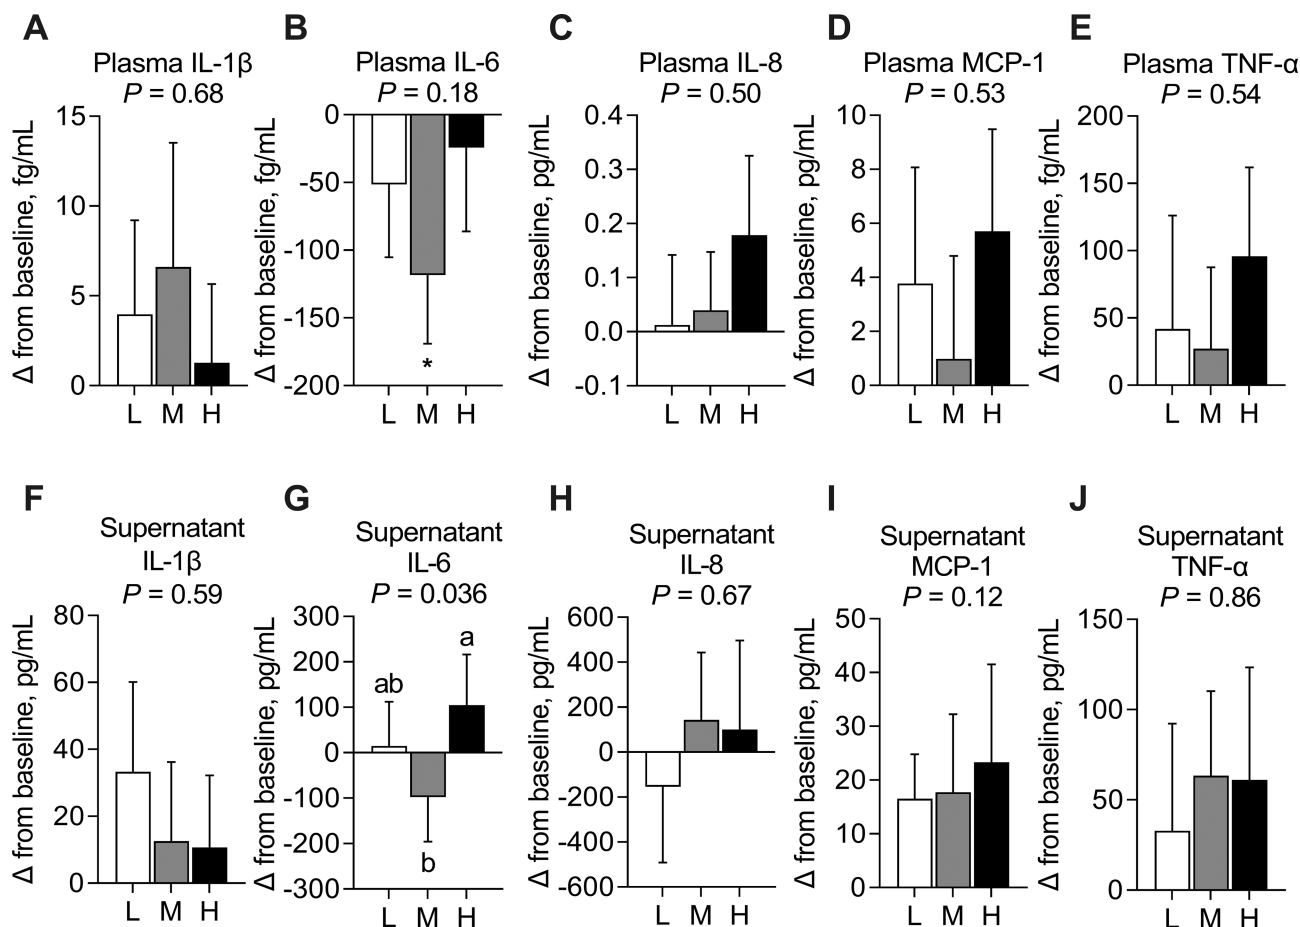 A
Plasma IL-1β
P = 0.68
Δ from baseline, fg/mL
15
10
5
0
L M H
B
Plasma IL-6
P = 0.18
Δ from baseline, fg/mL
0
-50
-100
-150
-200
*
L M H
C
Plasma IL-8
P = 0.50
Δ from baseline, pg/mL
0.4
0.3
0.2
0.1
0.0
-0.1
L M H
D
Plasma MCP-1
P = 0.53
Δ from baseline, pg/mL
10
8
6
4
2
0
L M H
E
Plasma TNF-α
P = 0.54
Δ from baseline, fg/mL
200
150
100
50
0
L M H
F
Supernatant
IL-1β
P = 0.59
Δ from baseline, pg/mL
80
60
40
20
0
L M H
G
Supernatant
IL-6
P = 0.036
Δ from baseline, pg/mL
300
200
100
0
-100
-200
-300
ab
a
b
L M H
H
Supernatant
IL-8
P = 0.67
Δ from baseline, pg/mL
600
400
200
0
-200
-400
-600
L M H
I
Supernatant
MCP-1
P = 0.12
Δ from baseline, pg/mL
50
40
30
20
10
0
L M H
J
Supernatant
TNF-α
P = 0.86
Δ from baseline, pg/mL
150
100
50
0
L M H